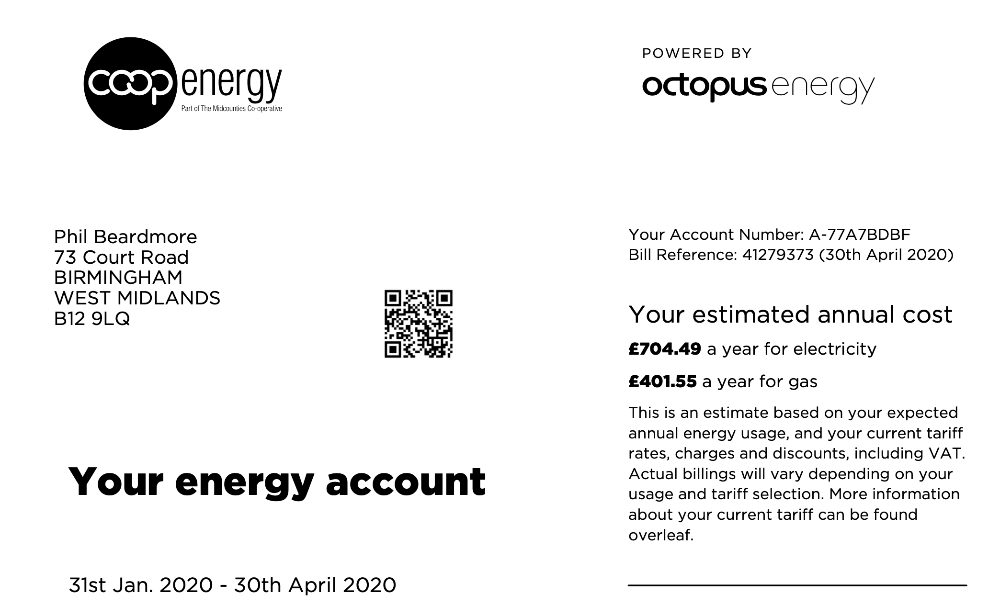 coop energy
Part of The Midcounties Co-operative
POWERED BY
octopus energy
Phil Beardmore
73 Court Road
BIRMINGHAM
WEST MIDLANDS
B12 9LQ
Your Account Number: A-77A7BDBF
Bill Reference: 41279373 (30th April 2020)
Your estimated annual cost
£704.49 a year for electricity
£401.55 a year for gas
This is an estimate based on your expected
annual energy usage, and your current tariff
rates, charges and discounts, including VAT.
Actual billings will vary depending on your
usage and tariff selection. More information
about your current tariff can be found
overleaf.
Your energy account
31st Jan. 2020 - 30th April 2020